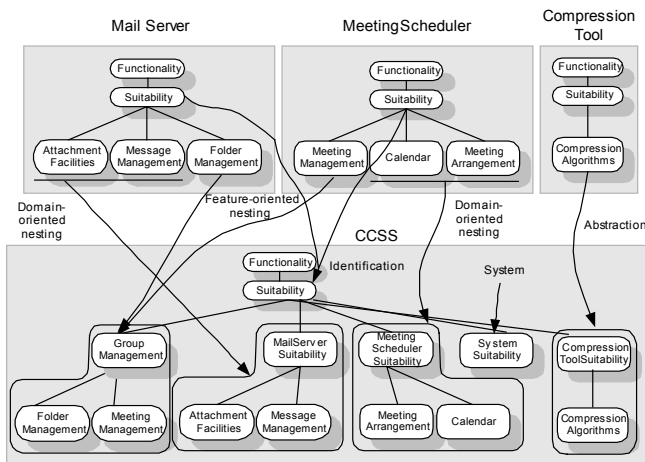 Mail Server
MeetingScheduler
Compression
Tool
Functionality
Suitability
Attachment
Facilities
Message
Management
Folder
Management
Functionality
Suitability
Meeting
Management
Calendar
Meeting
Arrangement
Functionality
Suitability
Compression
Algorithms
Domain-
oriented
nesting
Feature-oriented
nesting
Domain-
oriented
nesting
Abstraction
CCSS
Functionality
Suitability
Identification
System
Group
Management
MailServer
Suitability
Meeting
Scheduler
Suitability
System
Suitability
Compression
ToolSuitability
Folder
Management
Meeting
Management
Attachment
Facilities
Message
Management
Meeting
Arrangement
Calendar
Compression
Algorithms